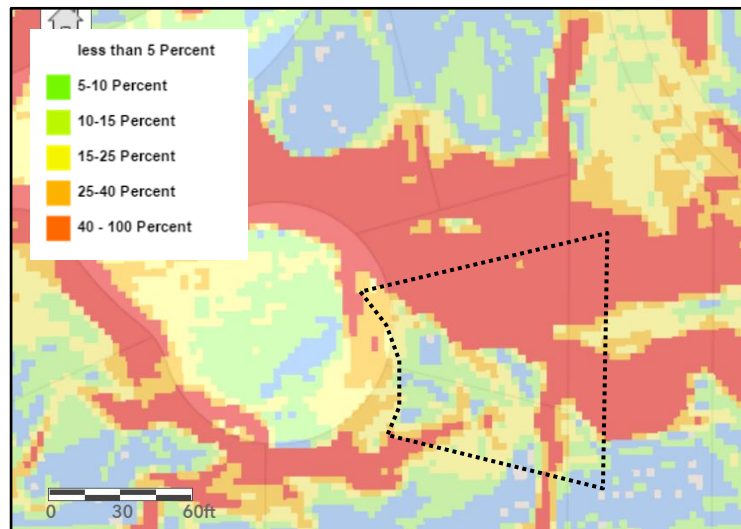 less than 5 Percent
5-10 Percent
10-15 Percent
15-25 Percent
25-40 Percent
40 - 100 Percent
0 30 60ft